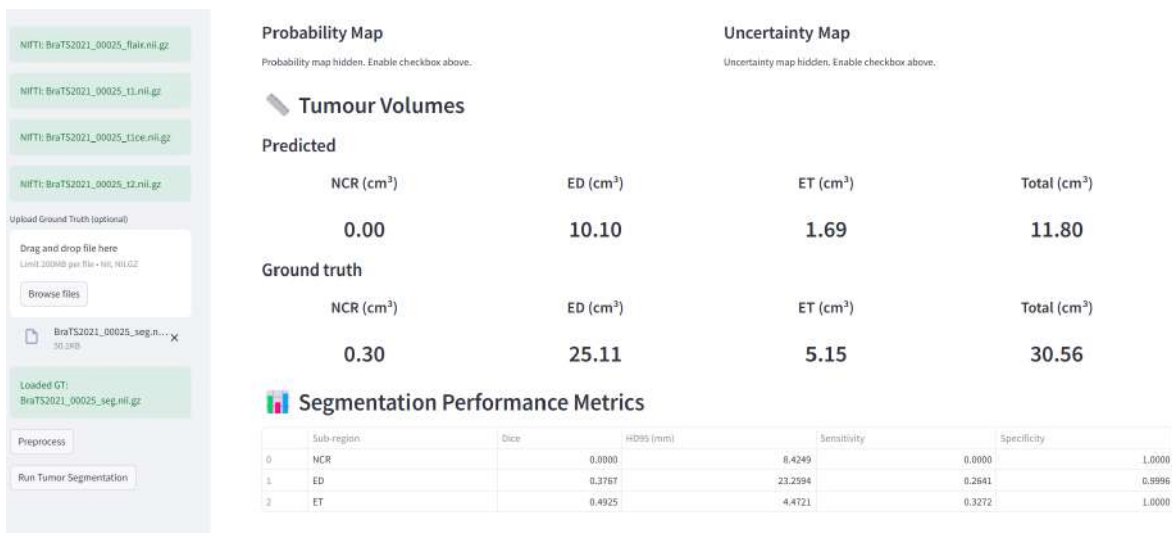 NIfTI: BraTS2021_00025_flair.nii.gz
NIfTI: BraTS2021_00025_t1.nii.gz
NIfTI: BraTS2021_00025_t1ce.nii.gz
NIfTI: BraTS2021_00025_t2.nii.gz
Upload Ground Truth (optional)
Drag and drop file here
Limit 200MB per file • NII, NII.GZ
Browse files
BraTS2021_00025_seg.n...
50.2KB
Loaded GT:
BraTS2021_00025_seg.nii.gz
Preprocess
Run Tumor Segmentation
Probability Map
Probability map hidden. Enable checkbox above.
Uncertainty Map
Uncertainty map hidden. Enable checkbox above.
Tumour Volumes
Predicted
NCR (cm³) ED (cm³) ET (cm³) Total (cm³)
0.00 10.10 1.69 11.80
Ground truth
NCR (cm³) ED (cm³) ET (cm³) Total (cm³)
0.30 25.11 5.15 30.56
Segmentation Performance Metrics
Sub-region Dice HD95 (mm) Sensitivity Specificity
0 NCR 0.0000 8.4249 0.0000 1.0000
1 ED 0.3767 23.2594 0.2641 0.9996
2 ET 0.4925 4.4721 0.3272 1.0000